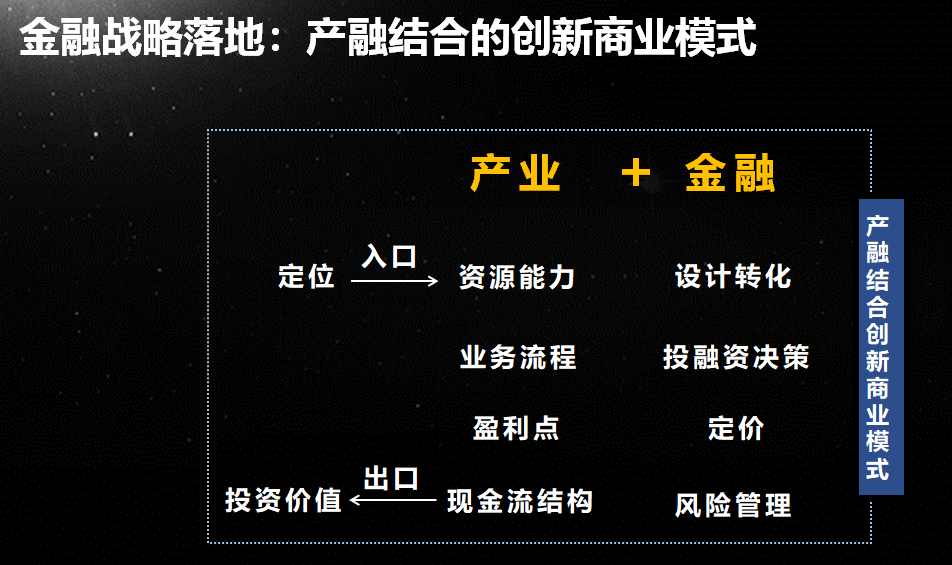 金融战略落地：产融结合的创新商业模式
产业 + 金融
定位 入口 资源能力 设计转化
业务流程 投融资决策
盈利点 定价
投资价值 出口 现金流结构 风险管理
产融结合创新商业模式